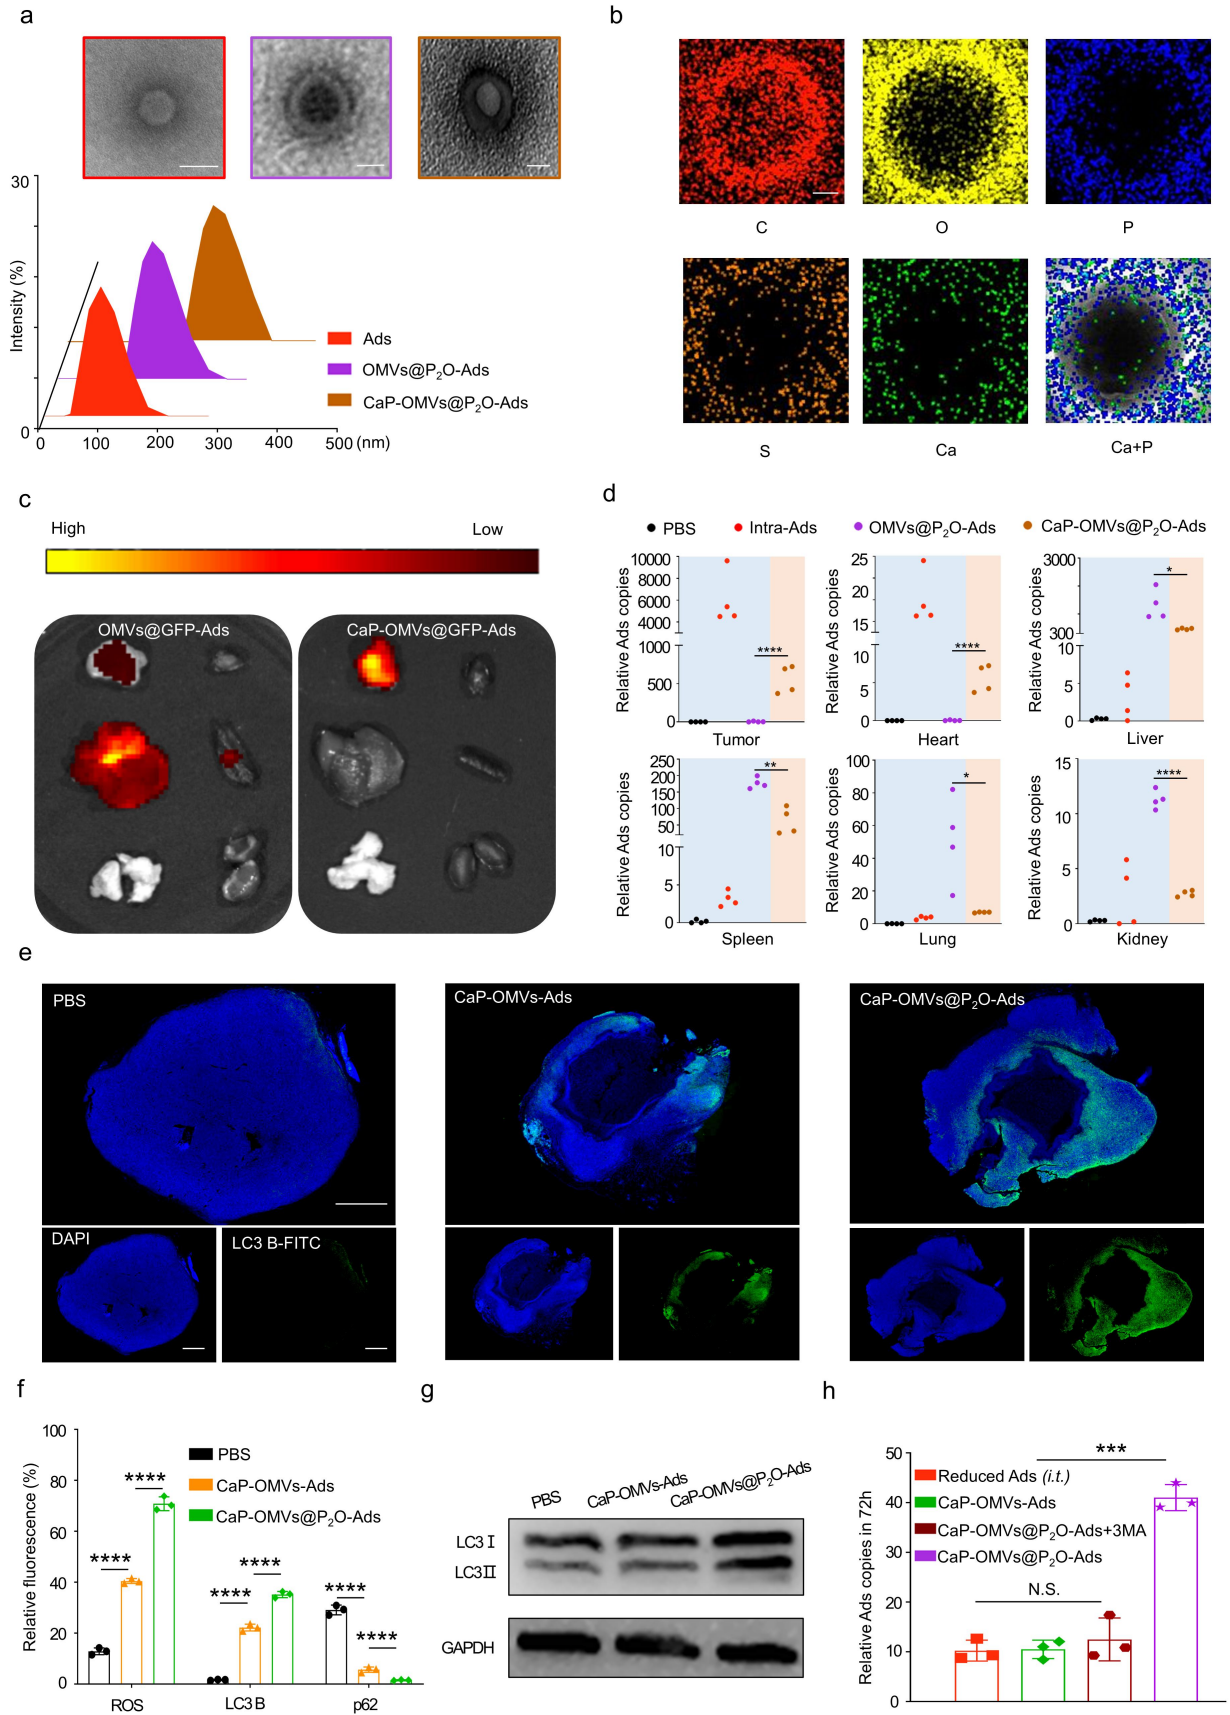 a
30
Intensity (%)
0
0 100 200 300 400 500 (nm)
Ads
OMVs@P₂O-Ads
CaP-OMVs@P₂O-Ads
b
C O P
S Ca Ca+P
c
High Low
OMVs@GFP-Ads CaP-OMVs@GFP-Ads
d
PBS Intra-Ads OMVs@P₂O-Ads CaP-OMVs@P₂O-Ads
Relative Ads copies
10000
8000
6000
4000
1000
500
0
****
Tumor
Relative Ads copies
25
20
15
10
5
0
****
Heart
Relative Ads copies
3000
300
10
5
0
*
Liver
Relative Ads copies
250
200
150
100
50
10
5
0
**
Spleen
Relative Ads copies
100
80
60
40
20
0
*
Lung
Relative Ads copies
15
10
5
0
****
Kidney
e
PBS
CaP-OMVs-Ads
CaP-OMVs@P₂O-Ads
DAPI
LC3 B-FITC
f
Relative fluorescence (%)
100
80
60
40
20
0
PBS
CaP-OMVs-Ads
CaP-OMVs@P₂O-Ads
**** ****
**** ****
**** ****
ROS LC3 B p62
g
PBS CaP-OMVs-Ads CaP-OMVs@P₂O-Ads
LC3 I
LC3 II
GAPDH
h
Relative Ads copies in 72h
50
40
30
20
10
0
***
Reduced Ads (i.t.)
CaP-OMVs-Ads
CaP-OMVs@P₂O-Ads+3MA
CaP-OMVs@P₂O-Ads
N.S.